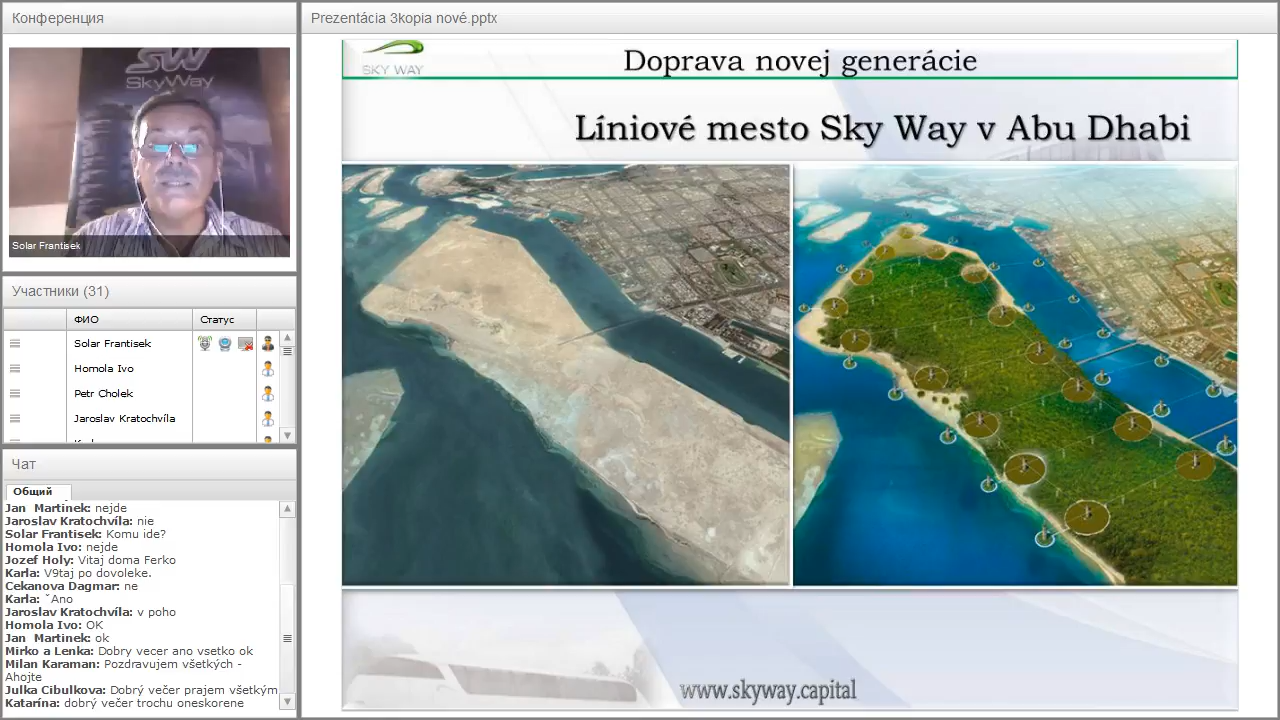 Конференция
SW
SkyWay
Solar Frantisek
Участники (31)
ФИО
Статус
Solar Frantisek
Homola Ivo
Petr Cholek
Jaroslav Kratochvíla
Чат
Общий
Jan Martinek: nejde
Jaroslav Kratochvíla: nie
Solar Frantisek: Komu ide?
Homola Ivo: nejde
Jozef Holy: Vitaj doma Ferko
Karla: V9taj po dovoleke.
Cekanova Dagmar: ne
Karla: ˇAno
Jaroslav Kratochvíla: v poho
Homola Ivo: OK
Jan Martinek: ok
Mirko a Lenka: Dobry vecer ano vsetko ok
Milan Karaman: Pozdravujem všetkých -
Ahojte
Julka Cibulkova: Dobrý večer prajem všetkým
Katarína: dobrý večer trochu oneskorene
Prezentácia 3kopia nové.pptx
SKY WAY
Doprava novej generácie
Líniové mesto Sky Way v Abu Dhabi
www.skyway.capital